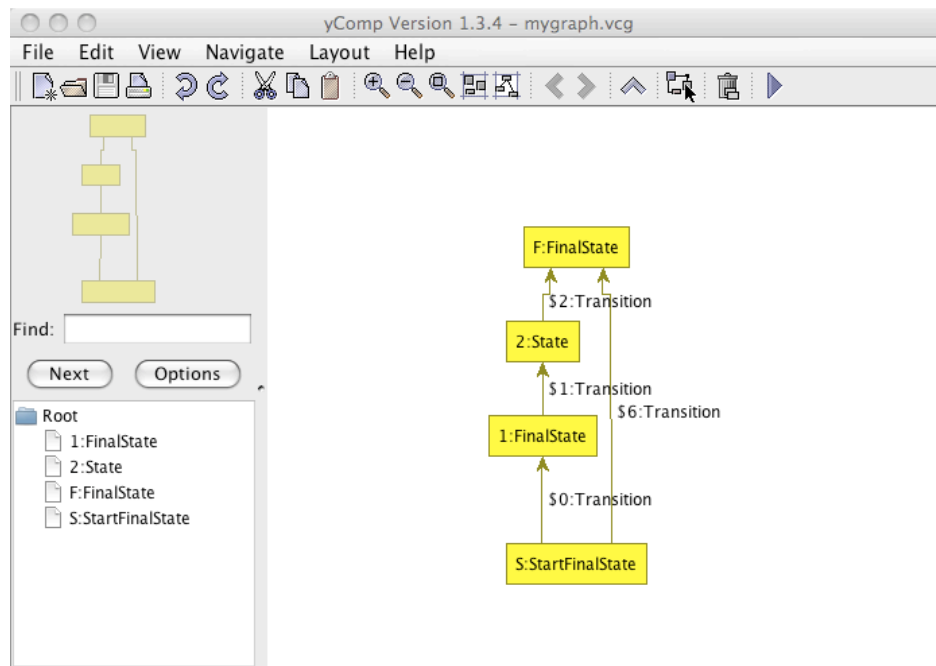 yComp Version 1.3.4 – mygraph.vcg
File Edit View Navigate Layout Help
Find:
Next Options
Root
1:FinalState
2:State
F:FinalState
S:StartFinalState
F:FinalState
$2:Transition
2:State
$1:Transition
$6:Transition
1:FinalState
$0:Transition
S:StartFinalState